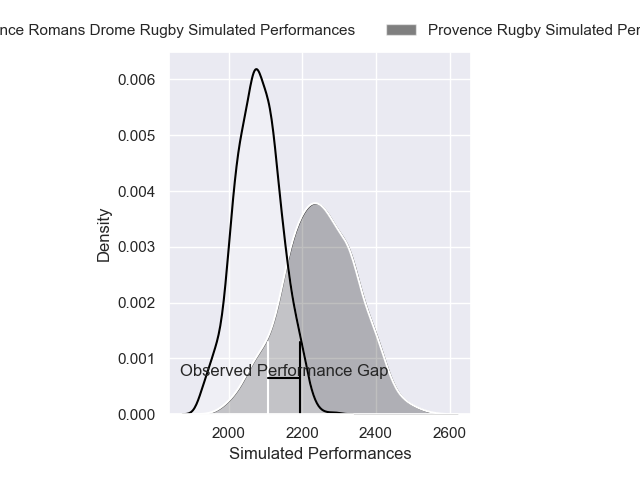 nce Romans Drome Rugby Simulated Performances Provence Rugby Simulated Per
0.006
0.005
0.004
0.003
0.002
0.001
0.000
Density
Observed Performance Gap
2000 2200 2400 2600
Simulated Performances